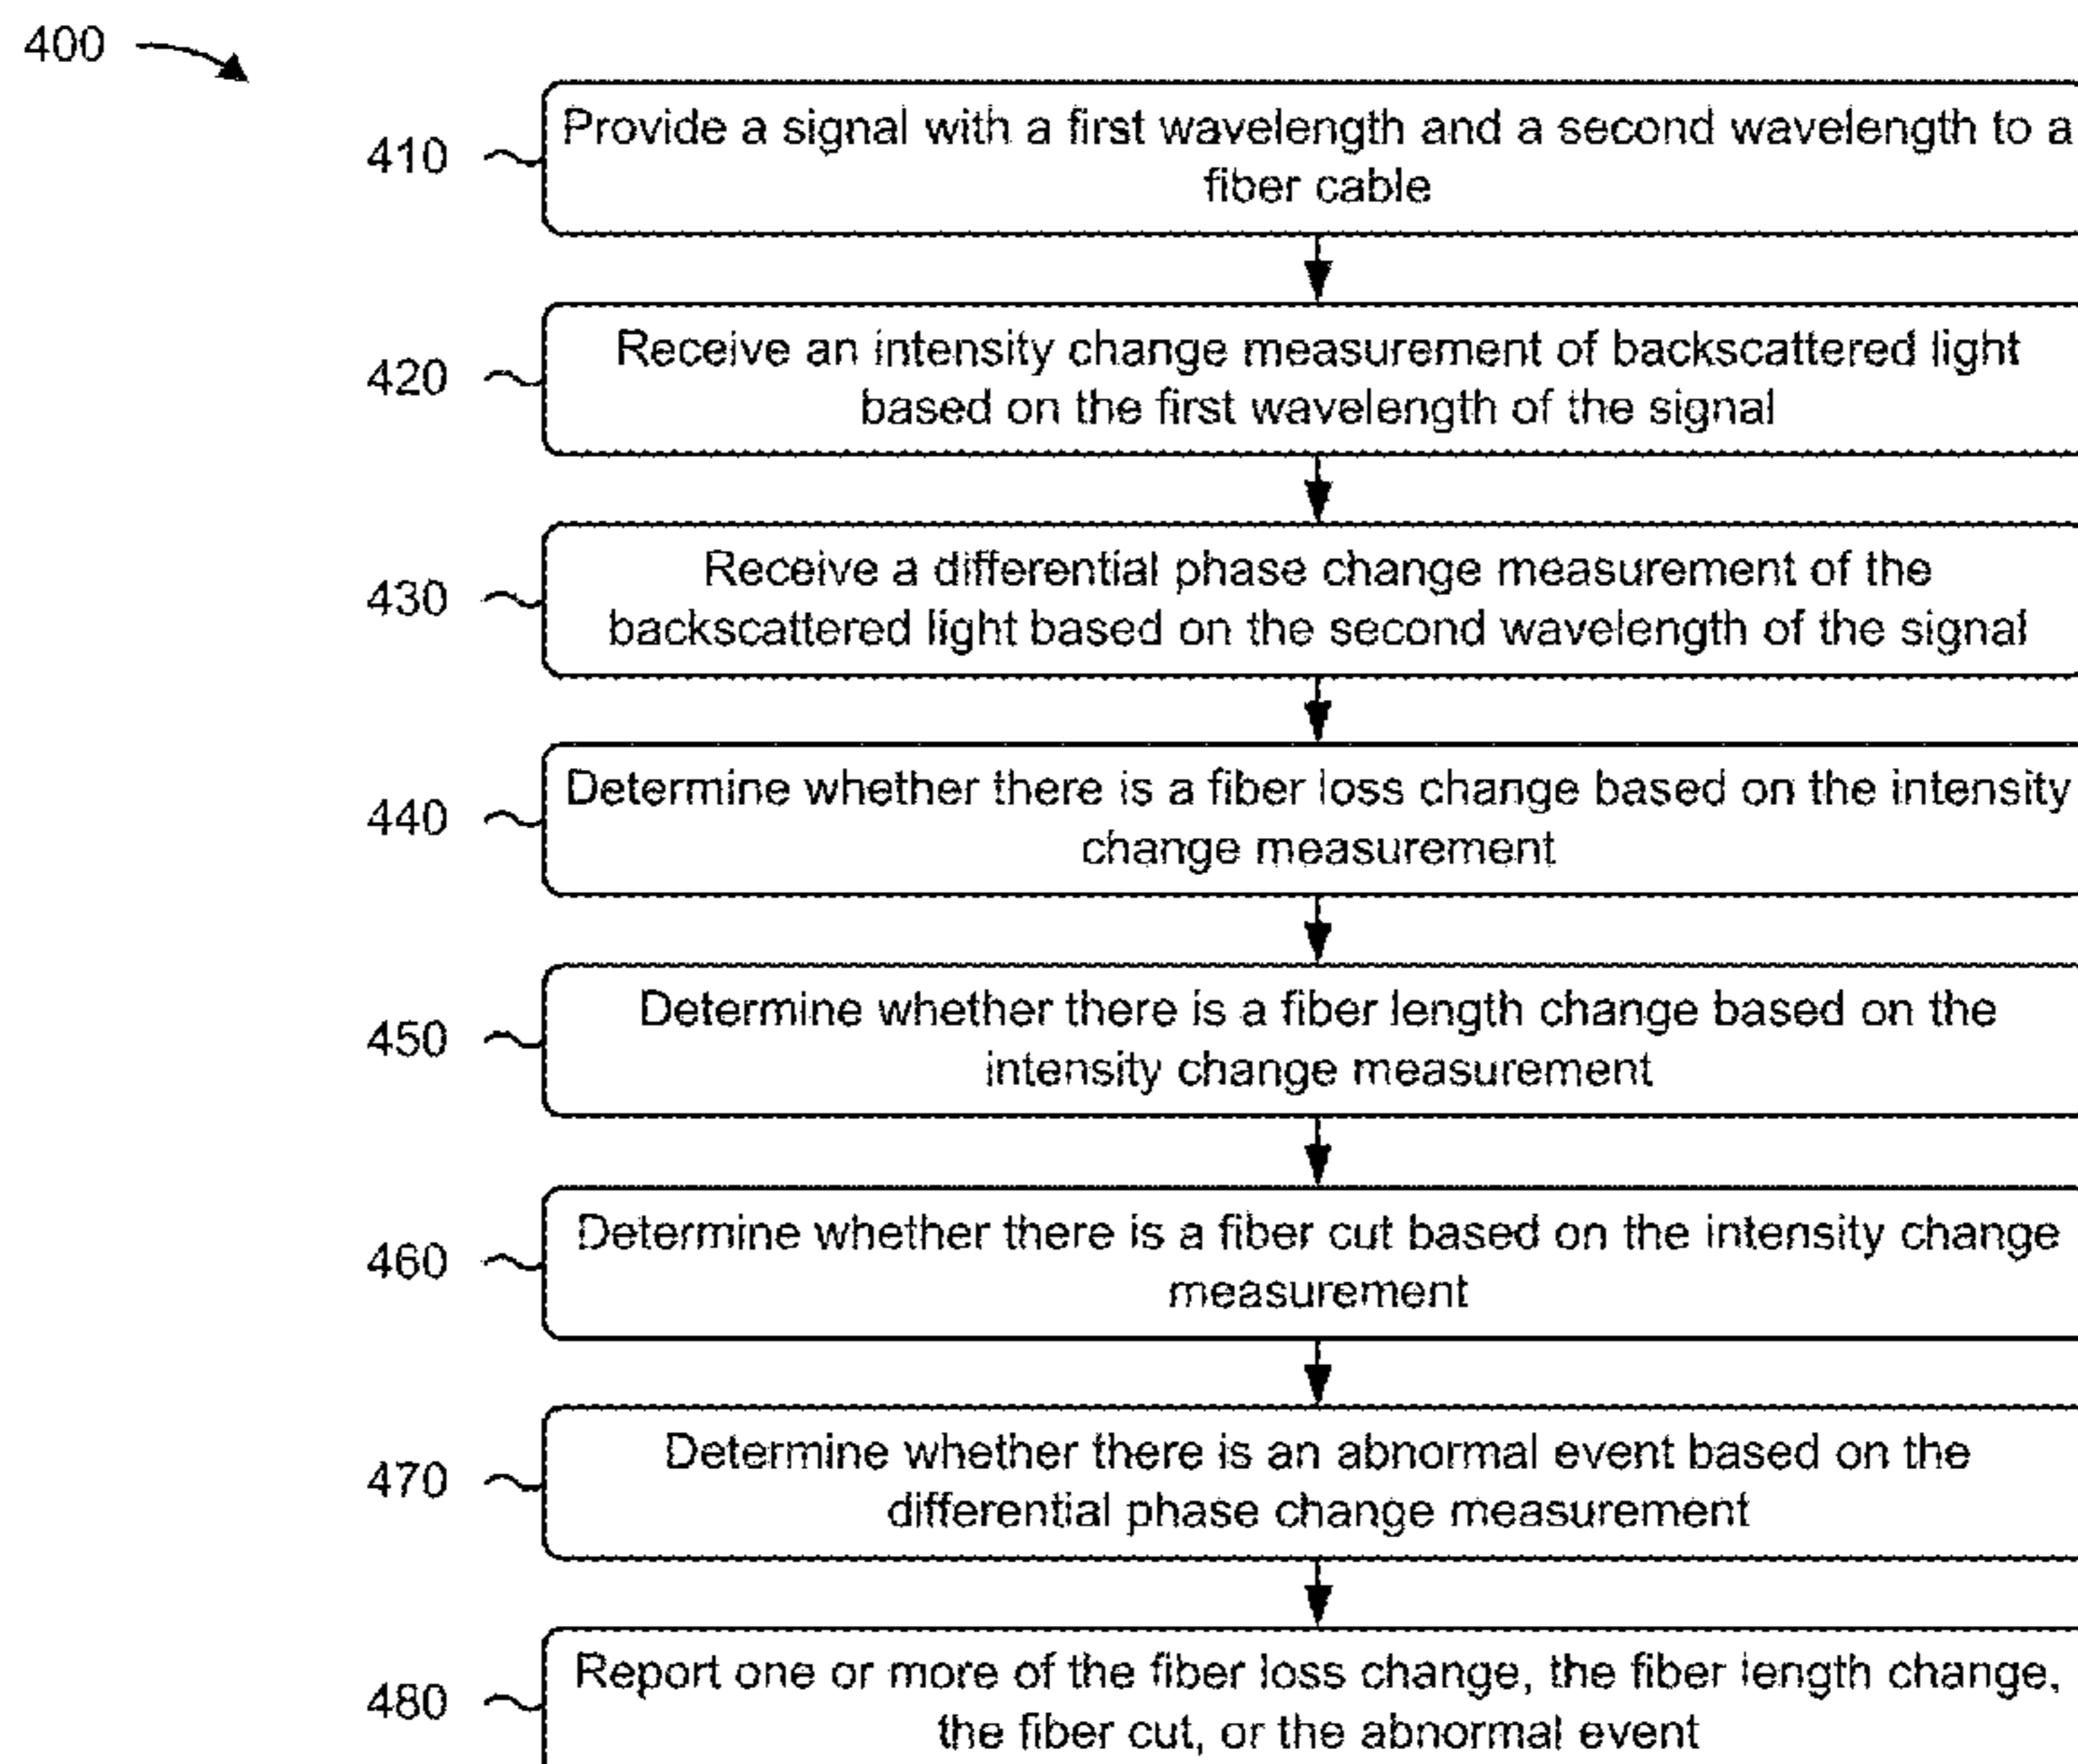 400
410
Provide a signal with a first wavelength and a second wavelength to a
fiber cable
420
Receive an intensity change measurement of backscattered light
based on the first wavelength of the signal
430
Receive a differential phase change measurement of the
backscattered light based on the second wavelength of the signal
440
Determine whether there is a fiber loss change based on the intensity
change measurement
450
Determine whether there is a fiber length change based on the
intensity change measurement
460
Determine whether there is a fiber cut based on the intensity change
measurement
470
Determine whether there is an abnormal event based on the
differential phase change measurement
480
Report one or more of the fiber loss change, the fiber length change,
the fiber cut, or the abnormal event